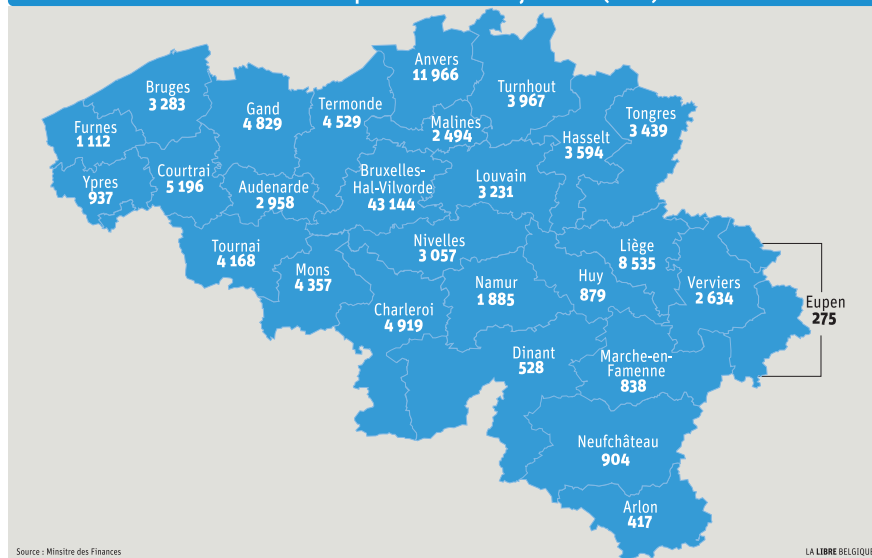 Anvers
11 966
Bruges
3 283
Turnhout
3 967
Gand
4 829
Termonde
4 529
Tongres
3 439
Furnes
1 112
Malines
2 494
Hasselt
3 594
Ypres
937
Courtrai
5 196
Audenarde
2 958
Bruxelles-
Hal-Vilvorde
43 144
Louvain
3 231
Tournai
4 168
Nivelles
3 057
Liège
8 535
Mons
4 357
Namur
1 885
Huy
879
Verviers
2 634
Eupen
275
Charleroi
4 919
Dinant
528
Marche-en-
Famenne
838
Neufchâteau
904
Arlon
417
Source : Minsitre des Finances
LA LIBRE BELGIQUE